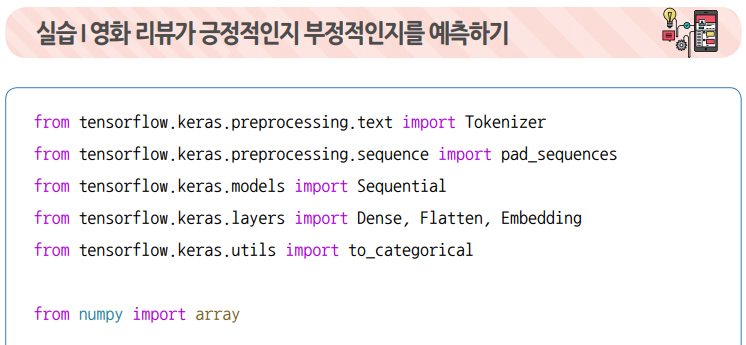 실습 | 영화 리뷰가 긍정적인지 부정적인지를 예측하기
from tensorflow.keras.preprocessing.text import Tokenizer
from tensorflow.keras.preprocessing.sequence import pad_sequences
from tensorflow.keras.models import Sequential
from tensorflow.keras.layers import Dense, Flatten, Embedding
from tensorflow.keras.utils import to_categorical
from numpy import array